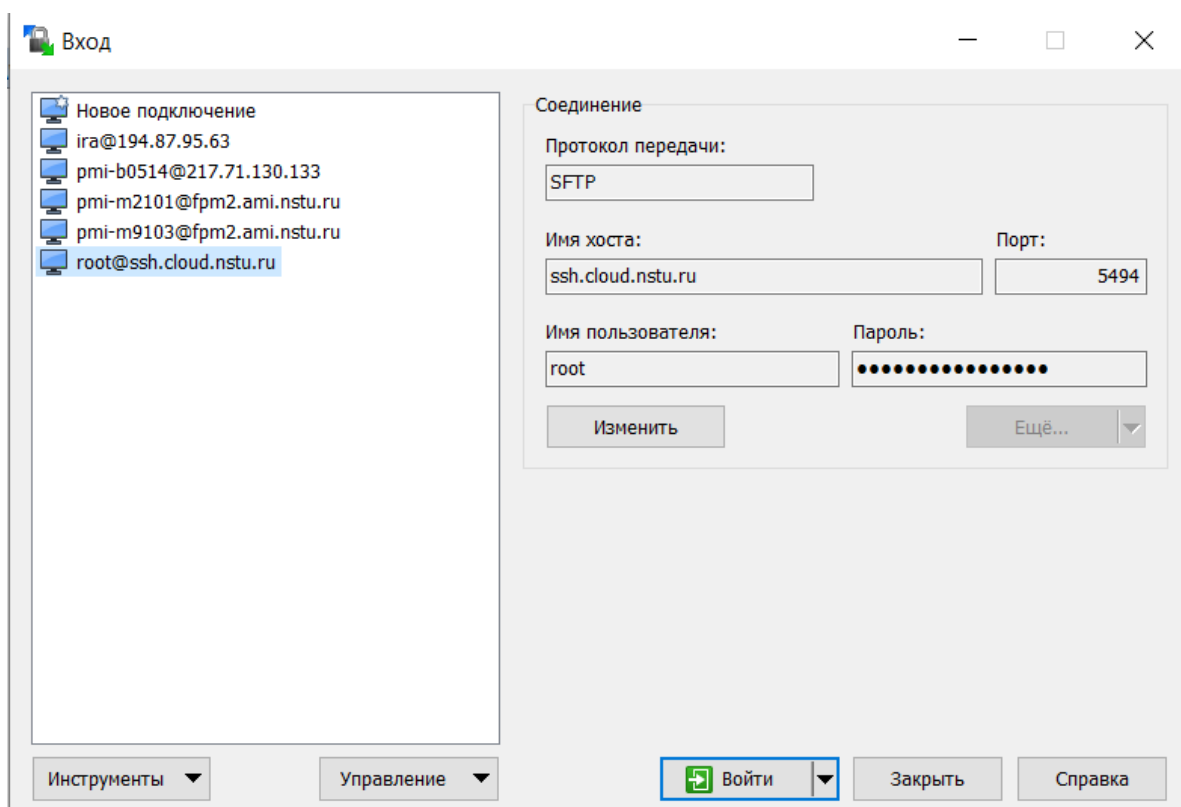 Вход
Новое подключение
ira@194.87.95.63
pmi-b0514@217.71.130.133
pmi-m2101@fpm2.ami.nstu.ru
pmi-m9103@fpm2.ami.nstu.ru
root@ssh.cloud.nstu.ru
Соединение
Протокол передачи:
SFTP
Имя хоста: Порт:
ssh.cloud.nstu.ru 5494
Имя пользователя: Пароль:
root ••••••••••••••••
Изменить Ещё...
Инструменты Управление Войти Закрыть Справка